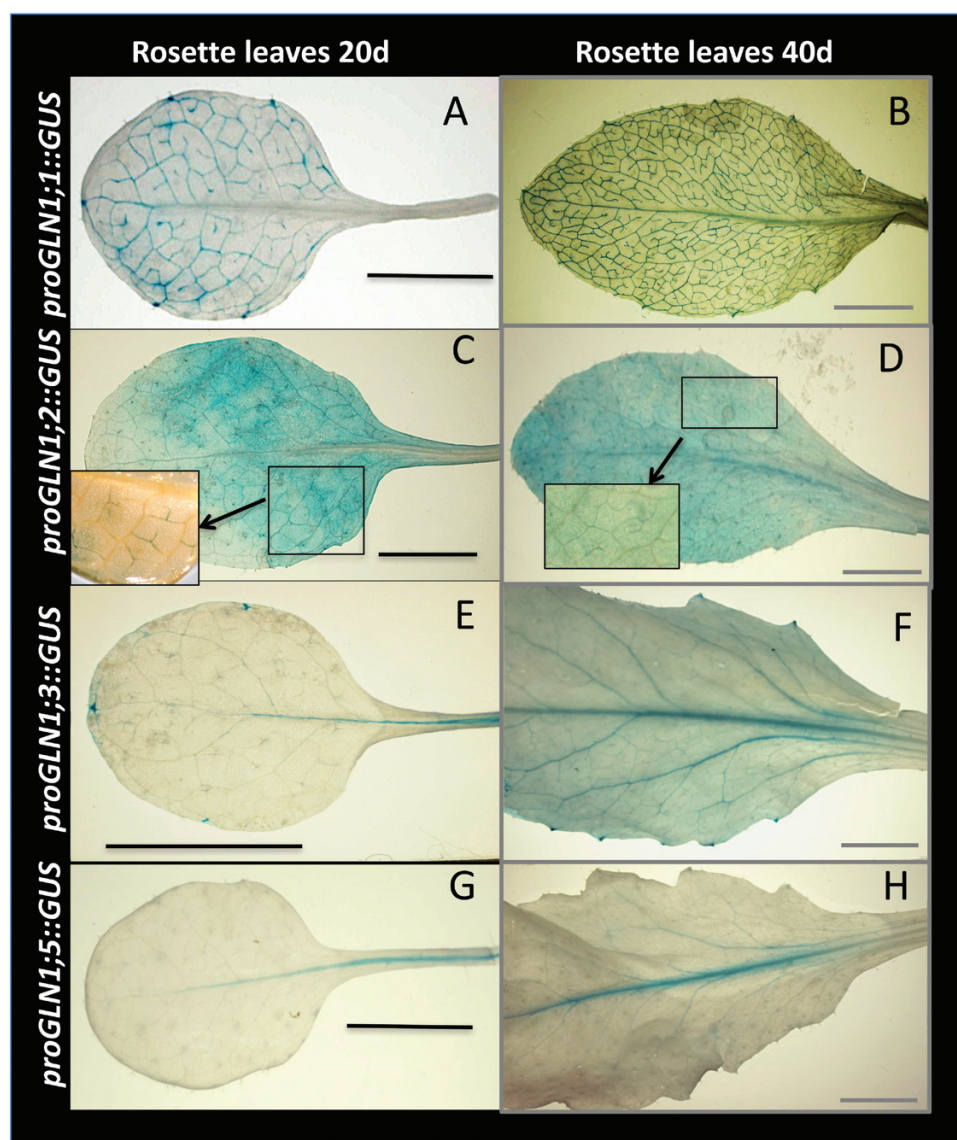 Rosette leaves 20d
Rosette leaves 40d
proGLN1;1::GUS
A
B
proGLN1;2::GUS
C
D
proGLN1;3::GUS
E
F
proGLN1;5::GUS
G
H